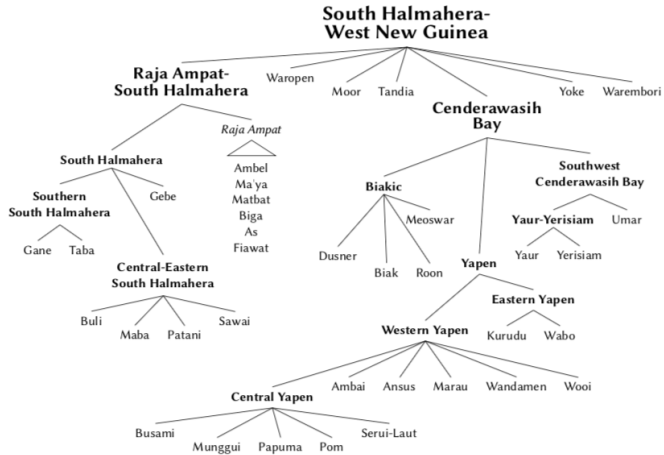 South Halmahera-
West New Guinea
Raja Ampat-
South Halmahera
Waropen
Moor
Tandia
Cenderawasih
Bay
Yoke
Warembori
South Halmahera
Raja Ampat
Ambel
Ma'ya
Matbat
Biga
As
Fiawat
Southern
South Halmahera
Gebe
Gane
Taba
Central-Eastern
South Halmahera
Buli
Maba
Patani
Sawai
Biakic
Meoswar
Dusner
Biak
Roon
Southwest
Cenderawasih Bay
Yaur-Yerisiam
Umar
Yaur
Yerisiam
Yapen
Eastern Yapen
Kurudu
Wabo
Western Yapen
Ambai
Ansus
Marau
Wandamen
Wooi
Central Yapen
Busami
Munggui
Papuma
Pom
Serui-Laut